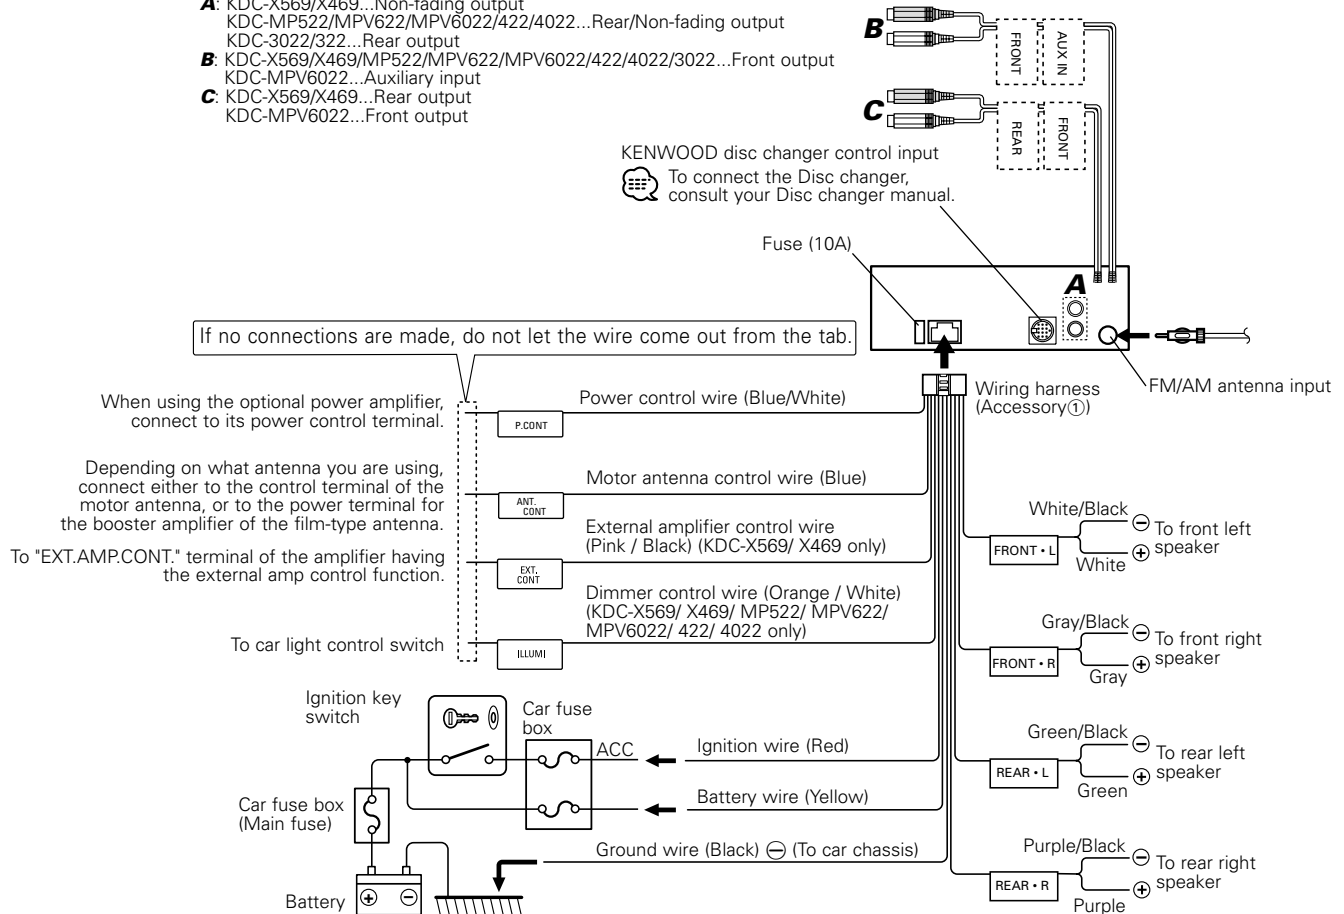 A: KDC-X569/X469...Non-fading output
KDC-MP522/MPV622/MPV6022/422/4022...Rear/Non-fading output
KDC-3022/322...Rear output
B: KDC-X569/X469/MP522/MPV622/MPV6022/422/4022/3022...Front output
KDC-MPV6022...Auxiliary input
C: KDC-X569/X469...Rear output
KDC-MPV6022...Front output
B
FRONT
AUX IN
C
REAR
FRONT
KENWOOD disc changer control input
To connect the Disc changer,
consult your Disc changer manual.
Fuse (10A)
A
If no connections are made, do not let the wire come out from the tab.
FM/AM antenna input
Wiring harness
(Accessory①)
When using the optional power amplifier,
connect to its power control terminal.
P.CONT
Power control wire (Blue/White)
Depending on what antenna you are using,
connect either to the control terminal of the
motor antenna, or to the power terminal for
the booster amplifier of the film-type antenna.
ANT.
CONT
Motor antenna control wire (Blue)
To "EXT.AMP.CONT." terminal of the amplifier having
the external amp control function.
EXT.
CONT
External amplifier control wire
(Pink / Black) (KDC-X569/ X469 only)
To car light control switch
ILLUMI
Dimmer control wire (Orange / White)
(KDC-X569/ X469/ MP522/ MPV622/
MPV6022/ 422/ 4022 only)
White/Black
⊖ To front left
speaker
FRONT • L
White ⊕
Gray/Black
⊖ To front right
speaker
FRONT • R
Gray ⊕
Green/Black
⊖ To rear left
speaker
REAR • L
Green ⊕
Purple/Black
⊖ To rear right
speaker
REAR • R
Purple ⊕
Ignition key
switch
Car fuse
box
ACC
Ignition wire (Red)
Battery wire (Yellow)
Car fuse box
(Main fuse)
Ground wire (Black) ⊖ (To car chassis)
Battery
⊕ ⊖